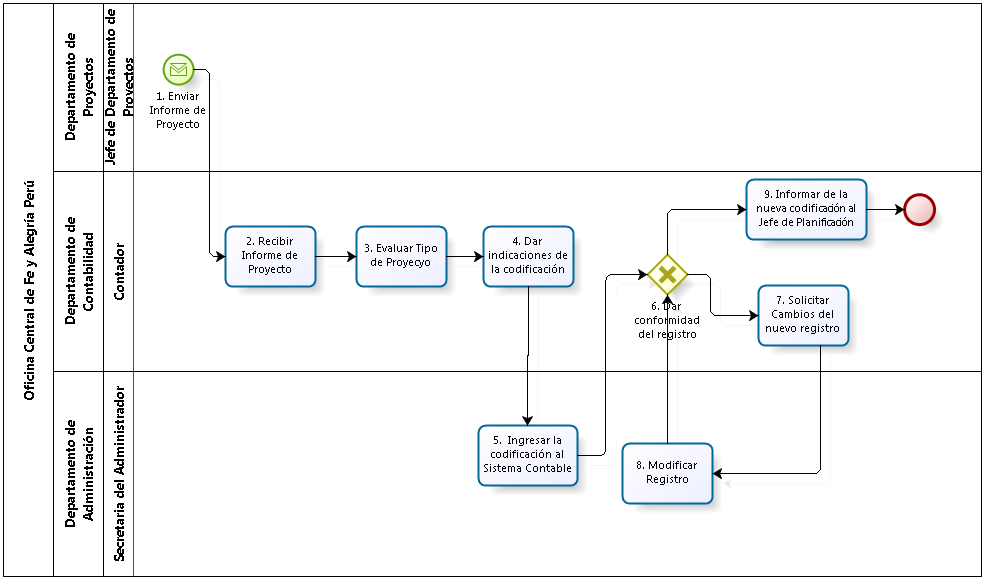 Oficina Central de Fe y Alegría Perú
Departamento de
Proyectos
Jefe de Departamento de
Proyectos
1. Enviar
Informe de
Proyecto
Departamento de
Contabilidad
Contador
2. Recibir
Informe de
Proyecto
3. Evaluar Tipo
de Proyecyo
4. Dar
indicaciones de
la codificación
6. Dar
conformidad
del registro
9. Informar de la
nueva codificación al
Jefe de Planificación
7. Solicitar
Cambios del
nuevo registro
Departamento de
Administración
Secretaria del Administrador
5. Ingresar la
codificación al
Sistema Contable
8. Modificar
Registro